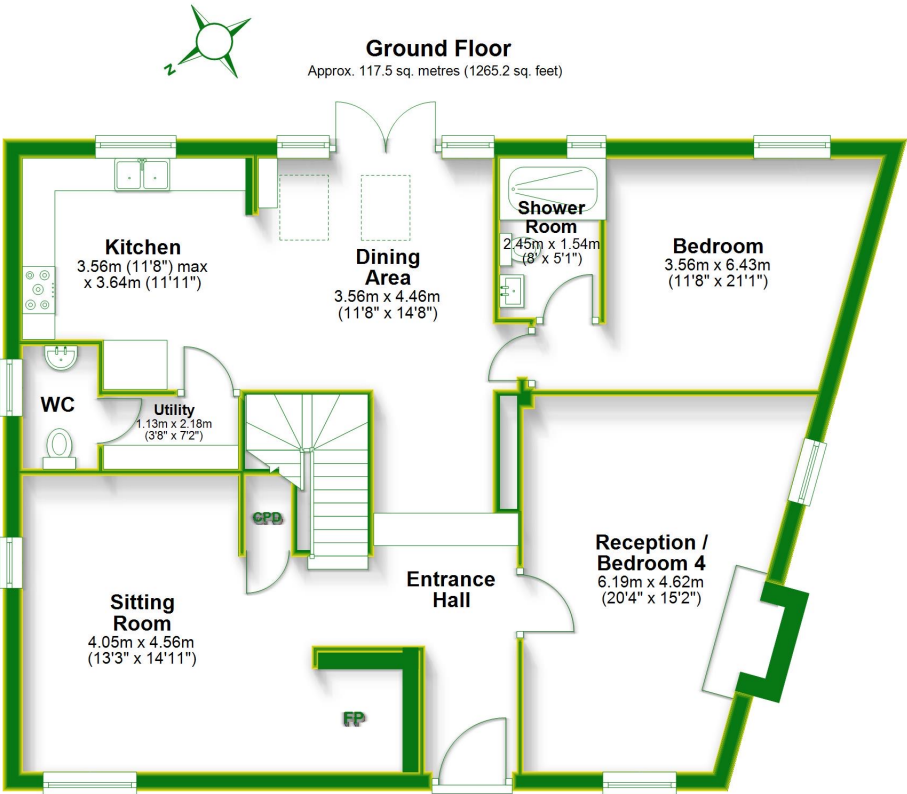 Ground Floor
Approx. 117.5 sq. metres (1265.2 sq. feet)
N
Kitchen
3.56m (11'8") max
x 3.64m (11'11")
Dining
Area
3.56m x 4.46m
(11'8" x 14'8")
Shower
Room
2.45m x 1.54m
(8' x 5'1")
Bedroom
3.56m x 6.43m
(11'8" x 21'1")
WC
Utility
1.13m x 2.18m
(3'8" x 7'2")
CPD
Sitting
Room
4.05m x 4.56m
(13'3" x 14'11")
Entrance
Hall
Reception /
Bedroom 4
6.19m x 4.62m
(20'4" x 15'2")
FP